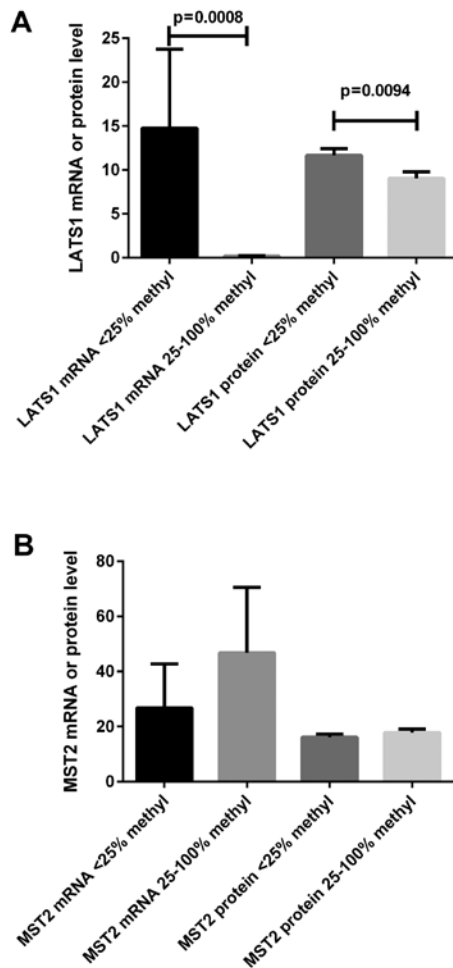 A
p=0.0008
p=0.0094
LATS1 mRNA or protein level
25
20
15
10
5
0
LATS1 mRNA <25% methyl
LATS1 mRNA 25-100% methyl
LATS1 protein <25% methyl
LATS1 protein 25-100% methyl
B
MST2 mRNA or protein level
80
60
40
20
0
MST2 mRNA <25% methyl
MST2 mRNA 25-100% methyl
MST2 protein <25% methyl
MST2 protein 25-100% methyl